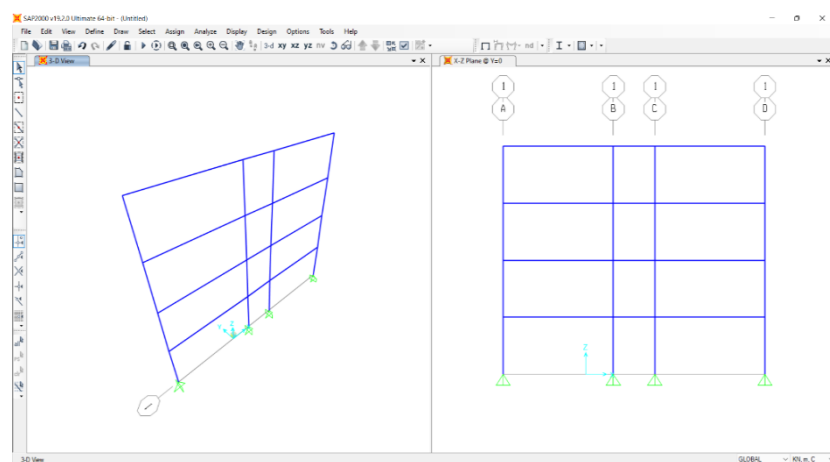 SAP2000 v19.2.0 Ultimate 64-bit - (Untitled)
File Edit View Define Draw Select Assign Analyze Display Design Options Tools Help
3-d xy xz yz nv
nd
3-D View
X-Z Plane @ Y=0
1 1 1 1
A B C D
Z
Z
3-D View
GLOBAL
KN, m, C